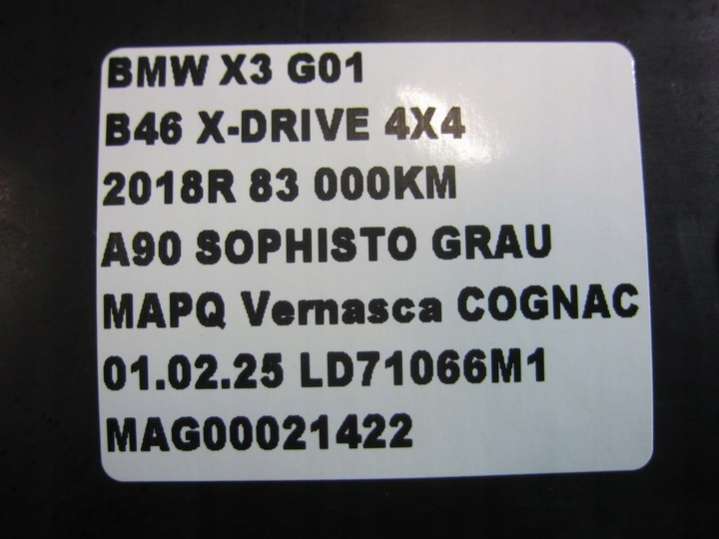 BMW X3 G01
B46 X-DRIVE 4X4
2018R 83 000KM
A90 SOPHISTO GRAU
MAPQ Vernasca COGNAC
01.02.25 LD71066M1
MAG00021422